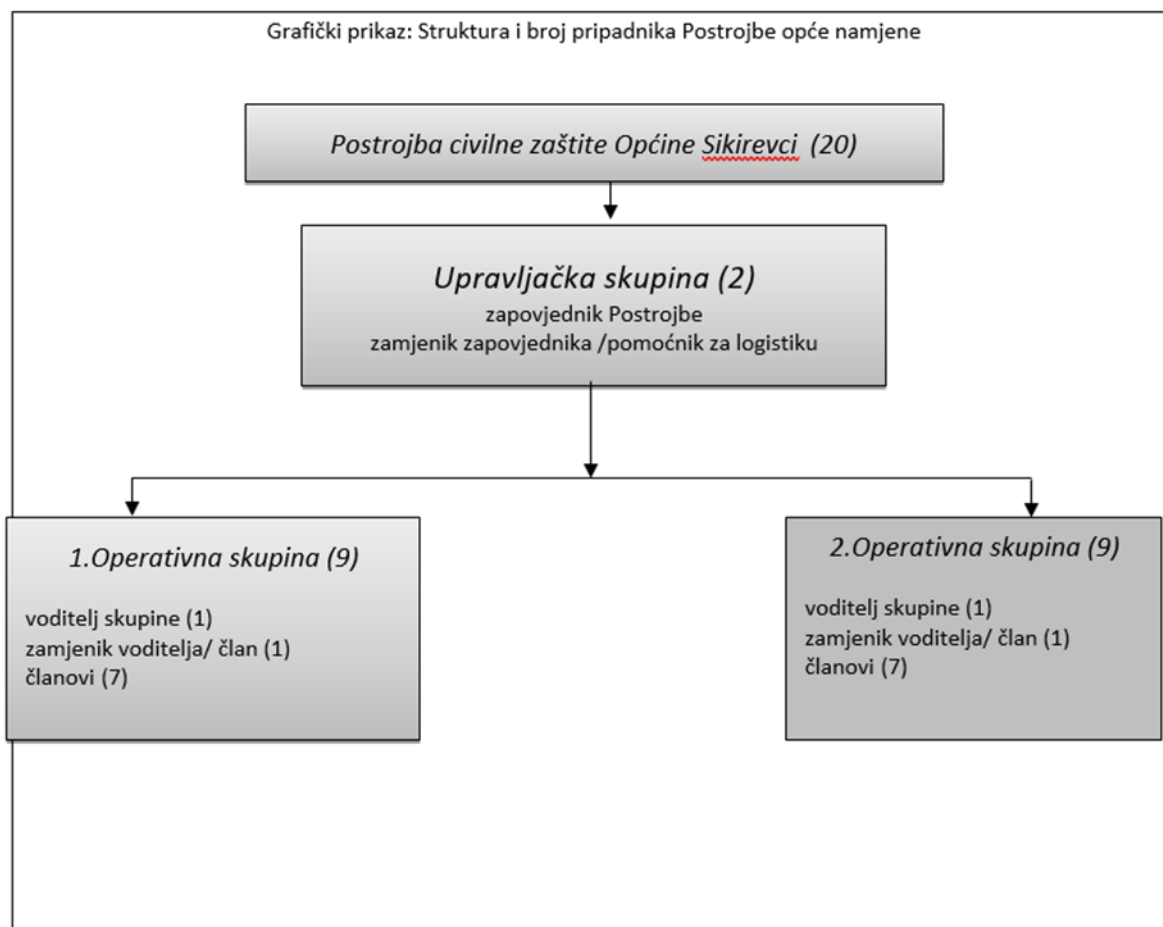 Grafički prikaz: Struktura i broj pripadnika Postrojbe opće namjene
Postrojba civilne zaštite Općine Sikirevci (20)
Upravljačka skupina (2)
zapovjednik Postrojbe
zamjenik zapovjednika /pomoćnik za logistiku
1.Operativna skupina (9)
voditelj skupine (1)
zamjenik voditelja/ član (1)
članovi (7)
2.Operativna skupina (9)
voditelj skupine (1)
zamjenik voditelja/ član (1)
članovi (7)